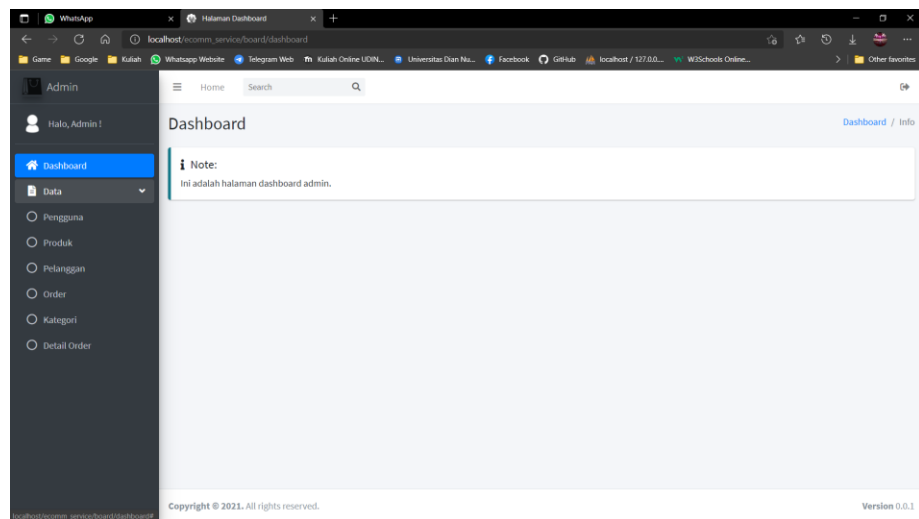 WhatsApp
Halaman Dashboard
localhost/ecomm_service/board/dashboard
Game Google Kuliah Whatsapp Website Telegram Web Kuliah Online UDIN... Universitas Dian Nu... Facebook GitHub localhost / 127.0.0.... W3Schools Online... Other favorites
Admin
Home Search
Halo, Admin !
Dashboard
Dashboard / Info
Dashboard
Data
Pengguna
Produk
Pelanggan
Order
Kategori
Detail Order
Note:
Ini adalah halaman dashboard admin.
Copyright © 2021. All rights reserved.
Version 0.0.1
localhost/ecomm_service/board/dashboard#